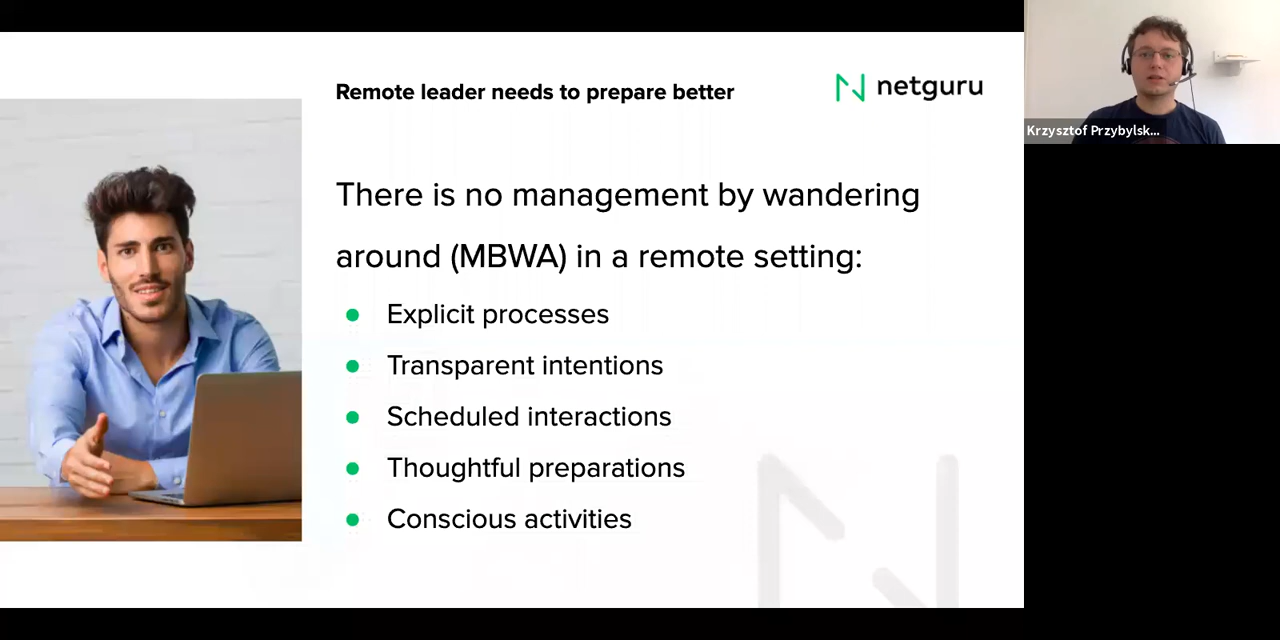 Remote leader needs to prepare better
netguru
There is no management by wandering
around (MBWA) in a remote setting:
Explicit processes
Transparent intentions
Scheduled interactions
Thoughtful preparations
Conscious activities
Krzysztof Przybylsk...